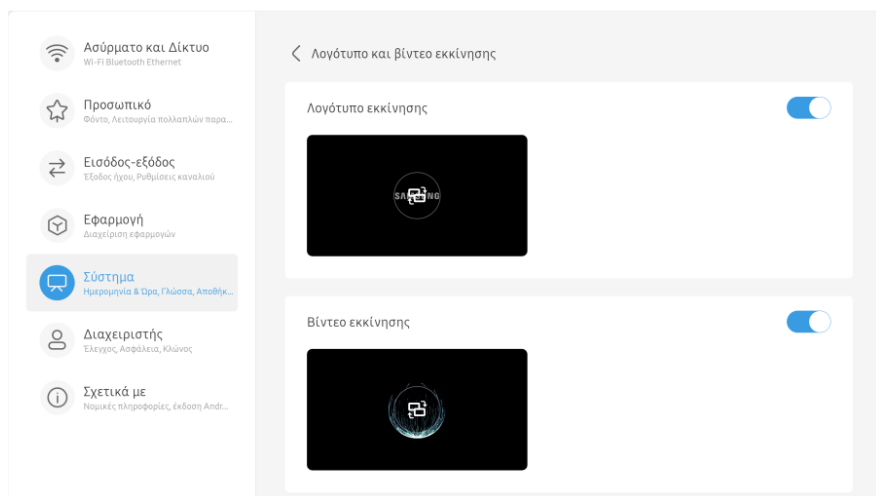 Ασύρματο και Δίκτυο
Wi-Fi Bluetooth Ethernet
Προσωπικό
Φόντο, Λειτουργία πολλαπλών παρα...
Εισόδος-εξόδος
Έξοδος ήχου, Ρυθμίσεις καναλιού
Εφαρμογή
Διαχείριση εφαρμογών
Σύστημα
Ημερομηνία & Ώρα, Γλώσσα, Αποθήκ...
Διαχειριστής
Έλεγχος, Ασφάλεια, Κλώνος
Σχετικά με
Νομικές πληροφορίες, έκδοση Andr...
Λογότυπο και βίντεο εκκίνησης
Λογότυπο εκκίνησης
SAMSUNG
Βίντεο εκκίνησης